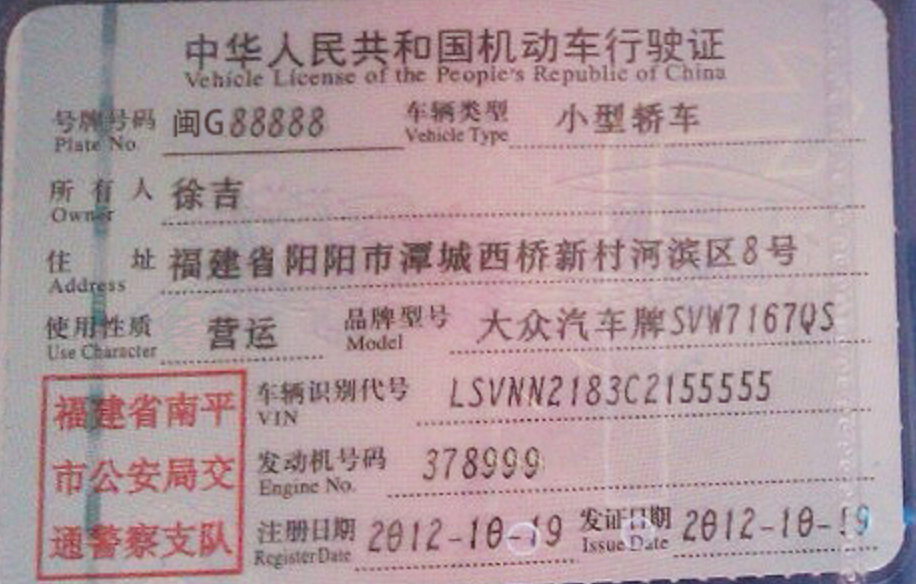 中华人民共和国机动车行驶证
Vehicle License of the People's Republic of China
号牌号码 闽G88888 车辆类型 小型轿车
Plate No. Vehicle Type
所有人 徐吉
Owner
住址 福建省阳阳市潭城西桥新村河滨区8号
Address
使用性质 营运 品牌型号 大众汽车牌SVW7167QS
Use Character Model
福建省南平
市公安局交
通警察支队
车辆识别代号 LSVNN2183C2155555
VIN
发动机号码 378999
Engine No.
注册日期 2012-10-19 发证日期 2012-10-19
Register Date Issue Date